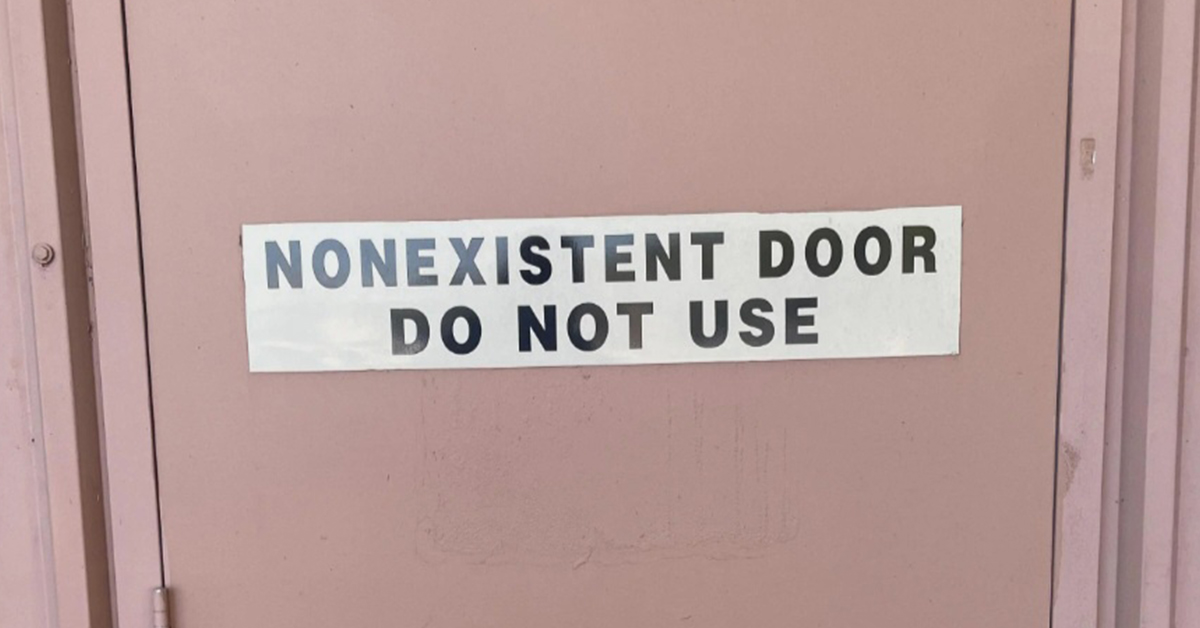 NONEXISTENT DOOR
DO NOT USE